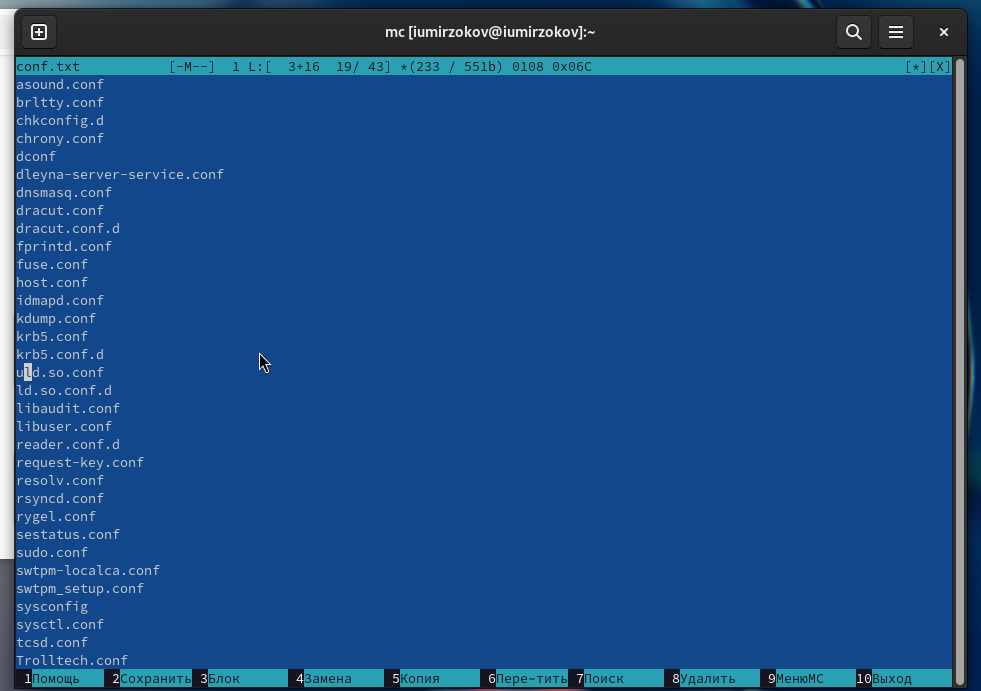 mc [iumirzokov@iumirzokov]:~
conf.txt [-M--] 1 L:[ 3+16 19/ 43] *(233 / 551b) 0108 0x06C [*][X]
asound.conf
brltty.conf
chkconfig.d
chrony.conf
dconf
dleyna-server-service.conf
dnsmasq.conf
dracut.conf
dracut.conf.d
fprintd.conf
fuse.conf
host.conf
idmapd.conf
kdump.conf
krb5.conf
krb5.conf.d
uld.so.conf
ld.so.conf.d
libaudit.conf
libuser.conf
reader.conf.d
request-key.conf
resolv.conf
rsyncd.conf
rygel.conf
sestatus.conf
sudo.conf
swtpm-localca.conf
swtpm_setup.conf
sysconfig
sysctl.conf
tcsd.conf
Trolltech.conf
1Помощь 2Сохранить 3Блок 4Замена 5Копия 6Пере~тить 7Поиск 8Удалить 9МенюMC 10Выход